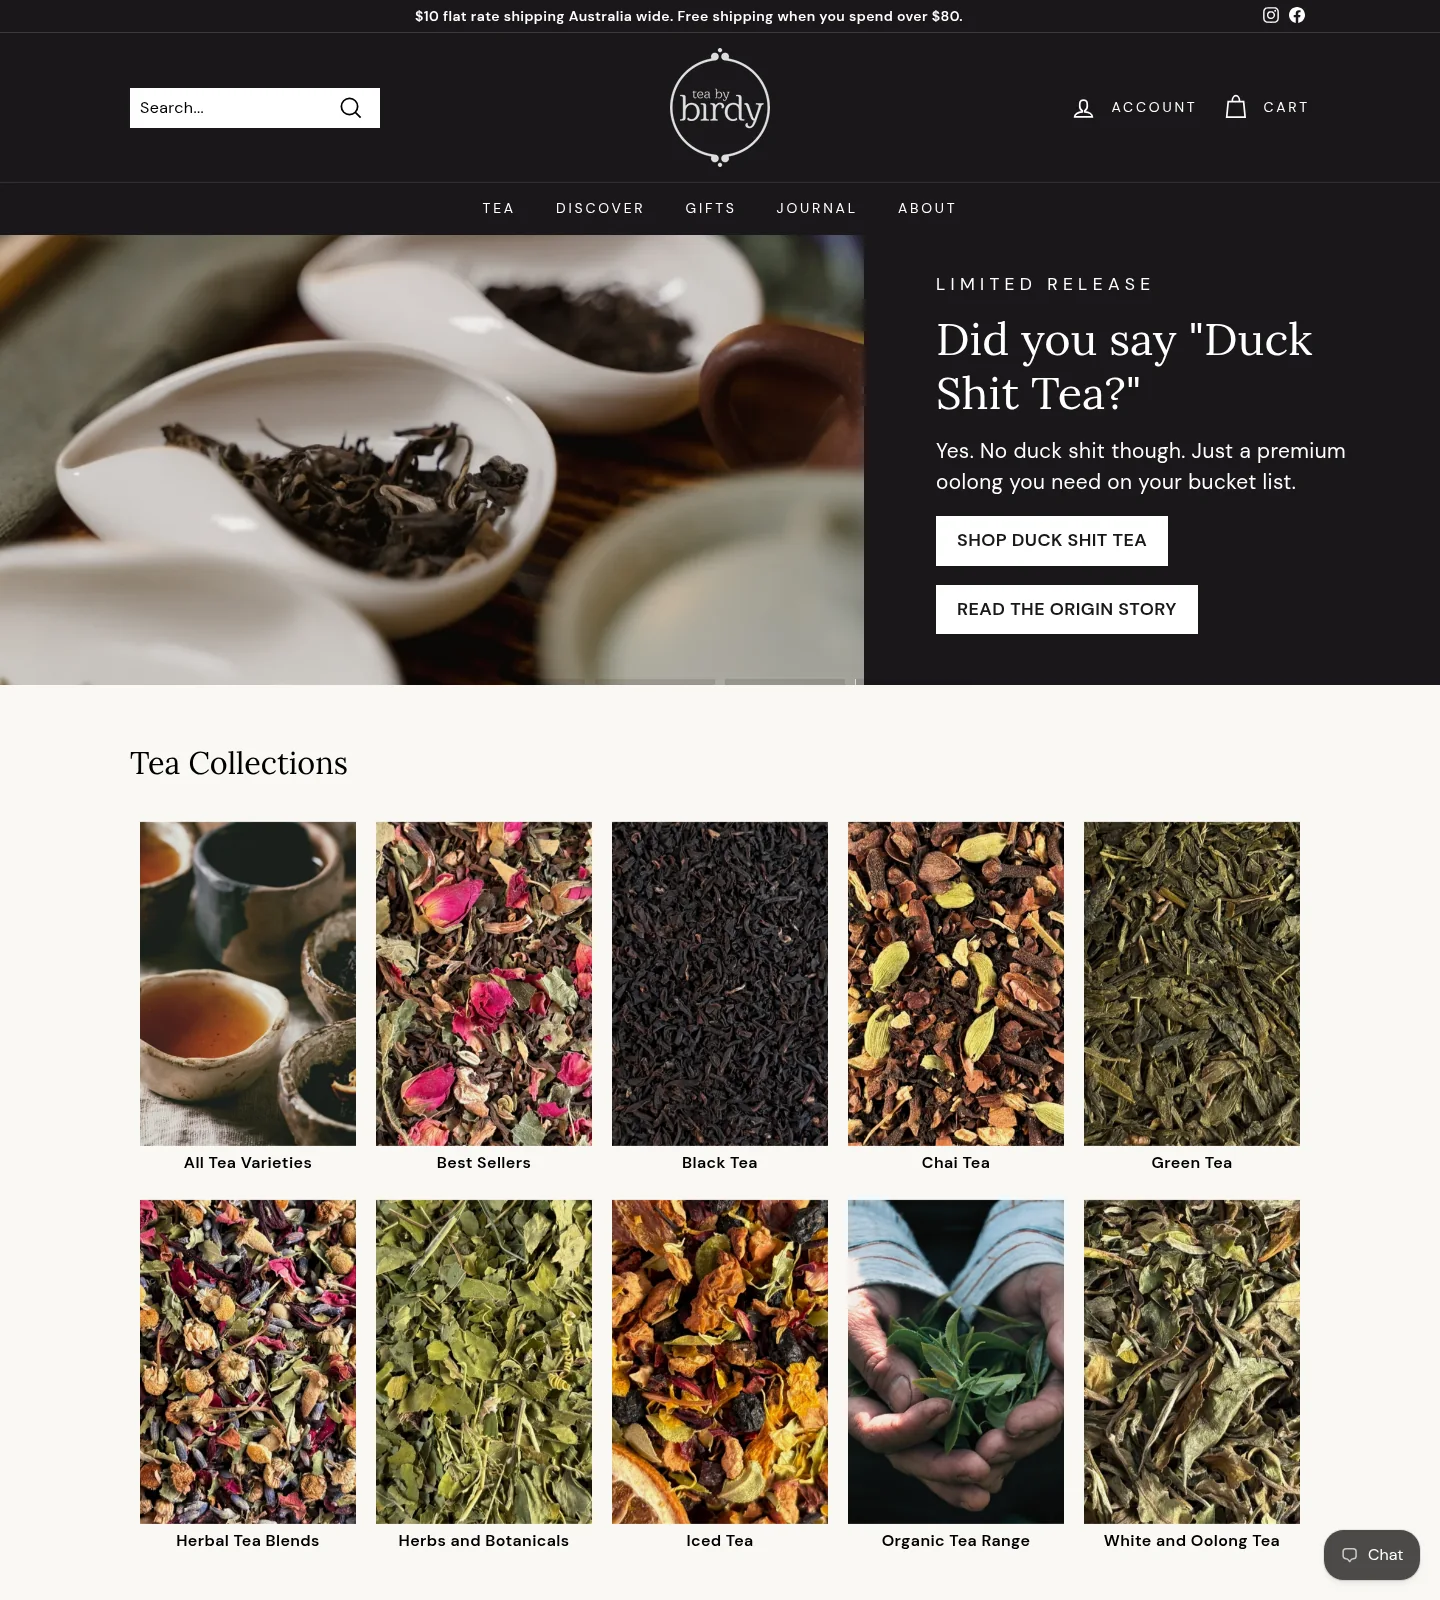 $10 flat rate shipping Australia wide. Free shipping when you spend over $80.
Search...
tea by
birdy
ACCOUNT
CART
TEA
DISCOVER
GIFTS
JOURNAL
ABOUT
LIMITED RELEASE
Did you say "Duck
Shit Tea?"
Yes. No duck shit though. Just a premium
oolong you need on your bucket list.
SHOP DUCK SHIT TEA
READ THE ORIGIN STORY
Tea Collections
All Tea Varieties
Best Sellers
Black Tea
Chai Tea
Green Tea
Herbal Tea Blends
Herbs and Botanicals
Iced Tea
Organic Tea Range
White and Oolong Tea
Chat